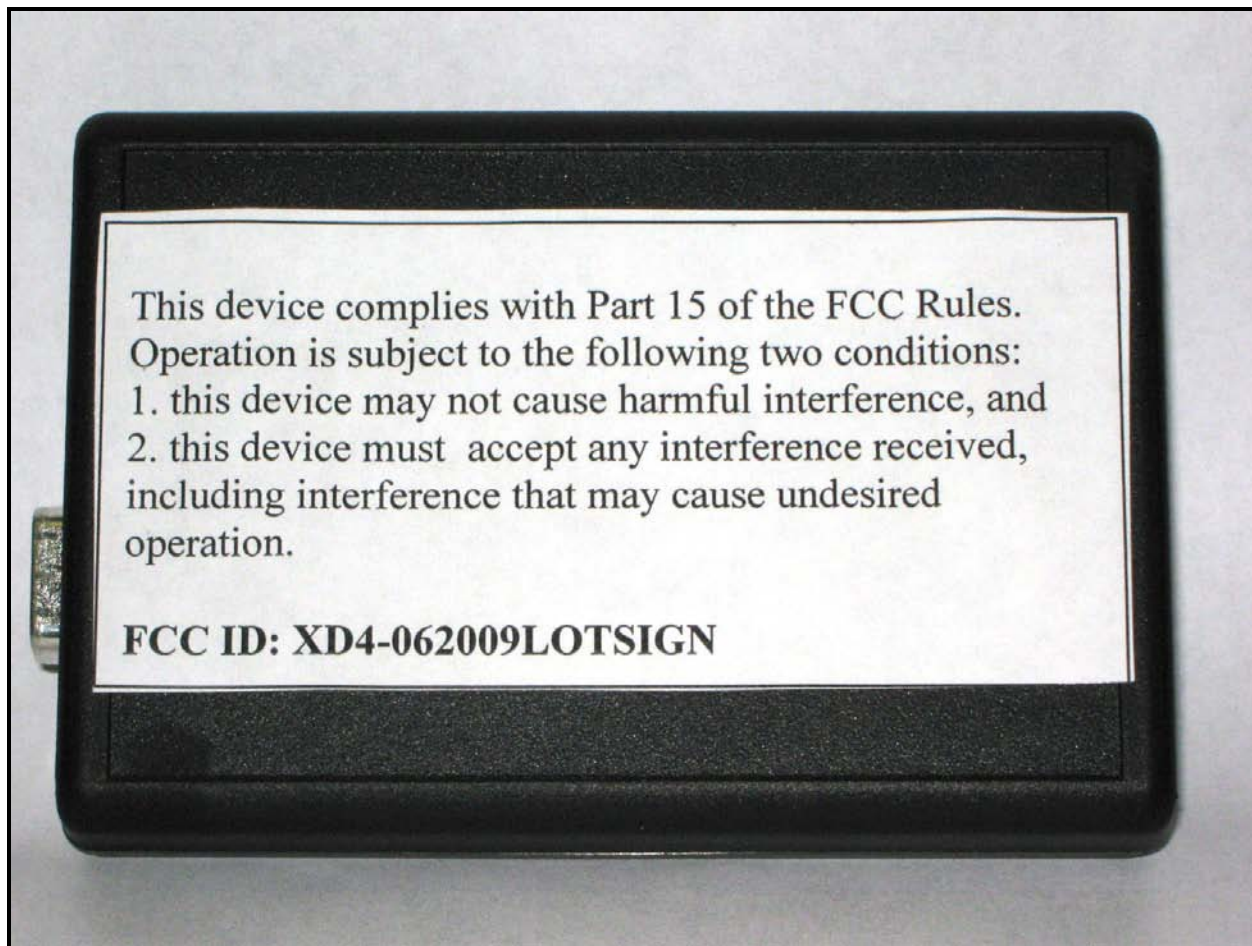 This device complies with Part 15 of the FCC Rules.
Operation is subject to the following two conditions:
1. this device may not cause harmful interference, and
2. this device must  accept any interference received,
including interference that may cause undesired
operation.
FCC ID: XD4-062009LOTSIGN